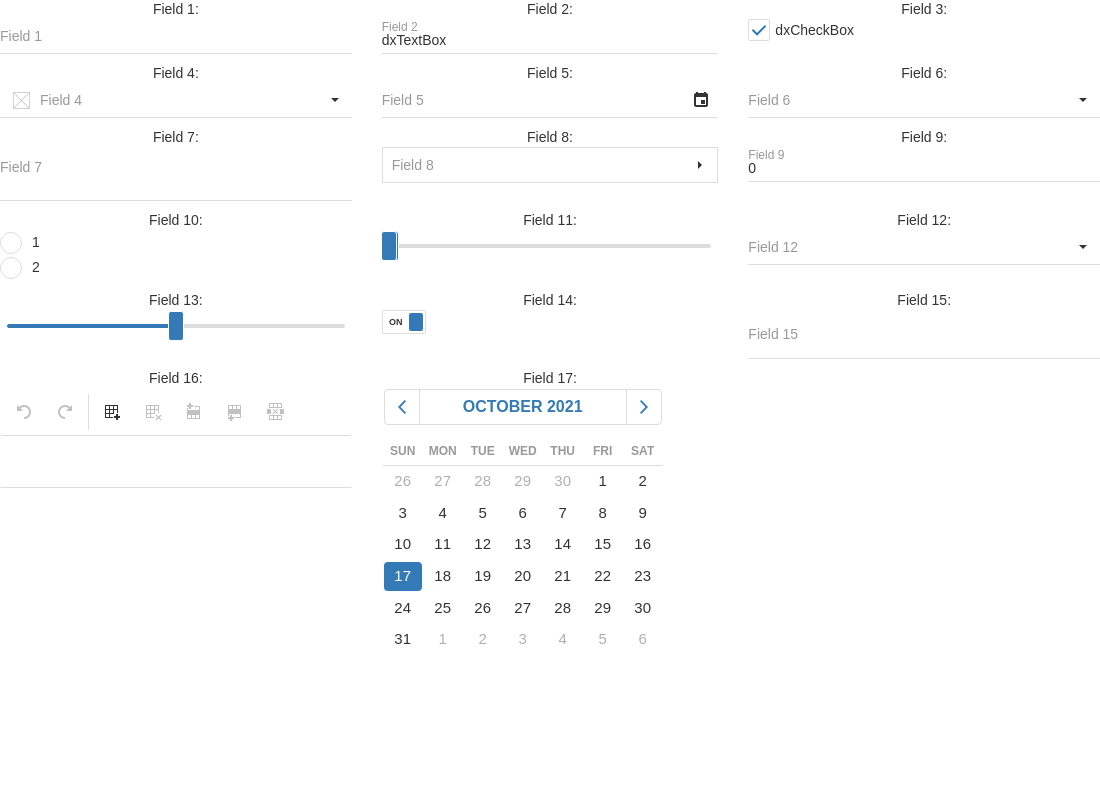 Field 1: Field 2: Field 3:
Field 1
Field 2
dxTextBox
dxCheckBox
Field 4: Field 5: Field 6:
Field 4 Field 5 Field 6
Field 7: Field 8: Field 9:
Field 7
Field 8
Field 9
0
Field 10: Field 11: Field 12:
1
2
Field 12
Field 13: Field 14: Field 15:
ON
Field 15
Field 16: Field 17:
OCTOBER 2021
SUN MON TUE WED THU FRI SAT
26 27 28 29 30 1 2
3 4 5 6 7 8 9
10 11 12 13 14 15 16
17 18 19 20 21 22 23
24 25 26 27 28 29 30
31 1 2 3 4 5 6